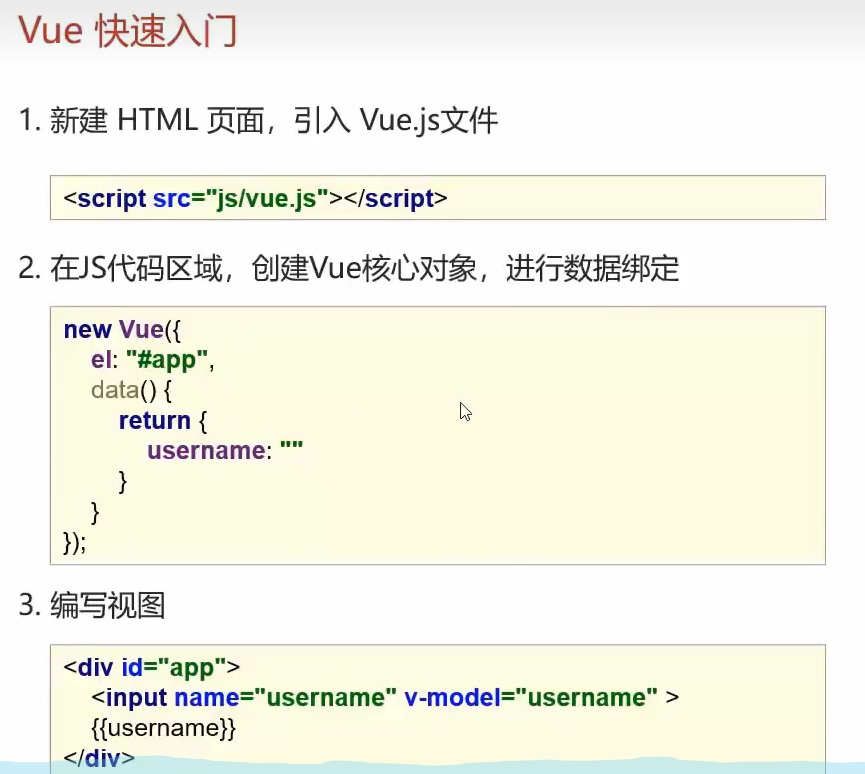 Vue 快速入门
1. 新建 HTML 页面，引入 Vue.js文件
<script src="js/vue.js"></script>
2. 在JS代码区域，创建Vue核心对象，进行数据绑定
new Vue({
el: "#app",
data() {
return {
username: ""
}
}
});
3. 编写视图
<div id="app">
<input name="username" v-model="username" >
{{username}}
</div>